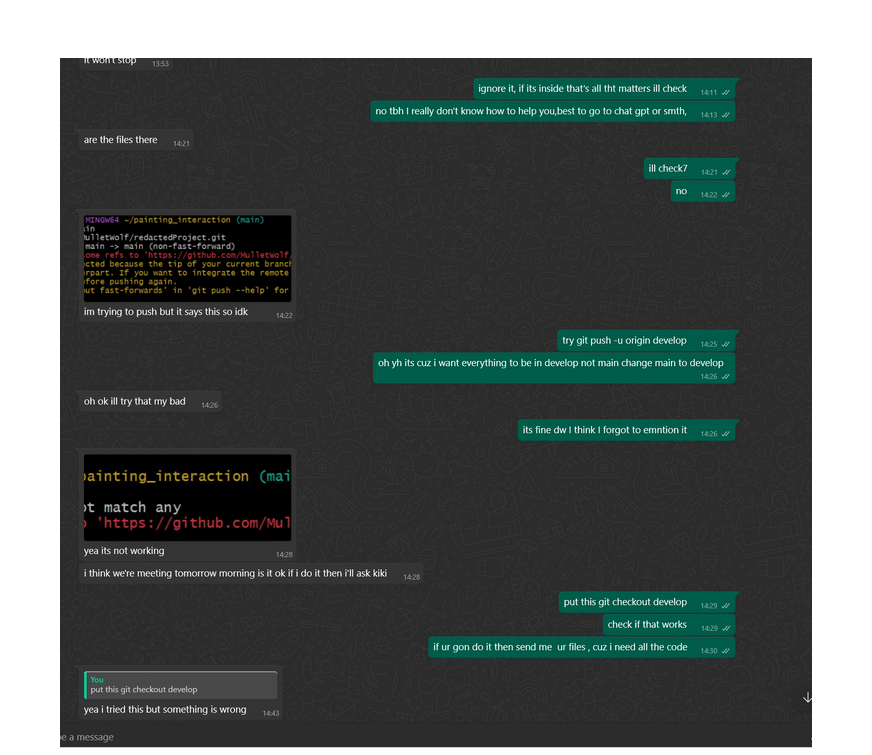 it won't stop 13:53
ignore it, if its inside that's all tht matters ill check 14:11
no tbh I really don't know how to help you,best to go to chat gpt or smth, 14:13
are the files there 14:21
ill check7 14:21
no 14:22
MINGW64 ~/painting_interaction (main)
ain
MulletWolf/redactedProject.git
main -> main (non-fast-forward)
ome refs to 'https://github.com/MulletWolf/
cted because the tip of your current branch
erpart. If you want to integrate the remote
efore pushing again.
out fast-forwards' in 'git push --help' for
im trying to push but it says this so idk 14:22
try git push -u origin develop 14:25
oh yh its cuz i want everything to be in develop not main change main to develop
14:26
oh ok ill try that my bad 14:26
its fine dw I think I forgot to emntion it 14:26
painting_interaction (mai
ot match any
'https://github.com/Mul
yea its not working 14:28
i think we're meeting tomorrow morning is it ok if i do it then i'll ask kiki 14:28
put this git checkout develop 14:29
check if that works 14:29
if ur gon do it then send me ur files , cuz i need all the code 14:30
You
put this git checkout develop
yea i tried this but something is wrong 14:43
pe a message